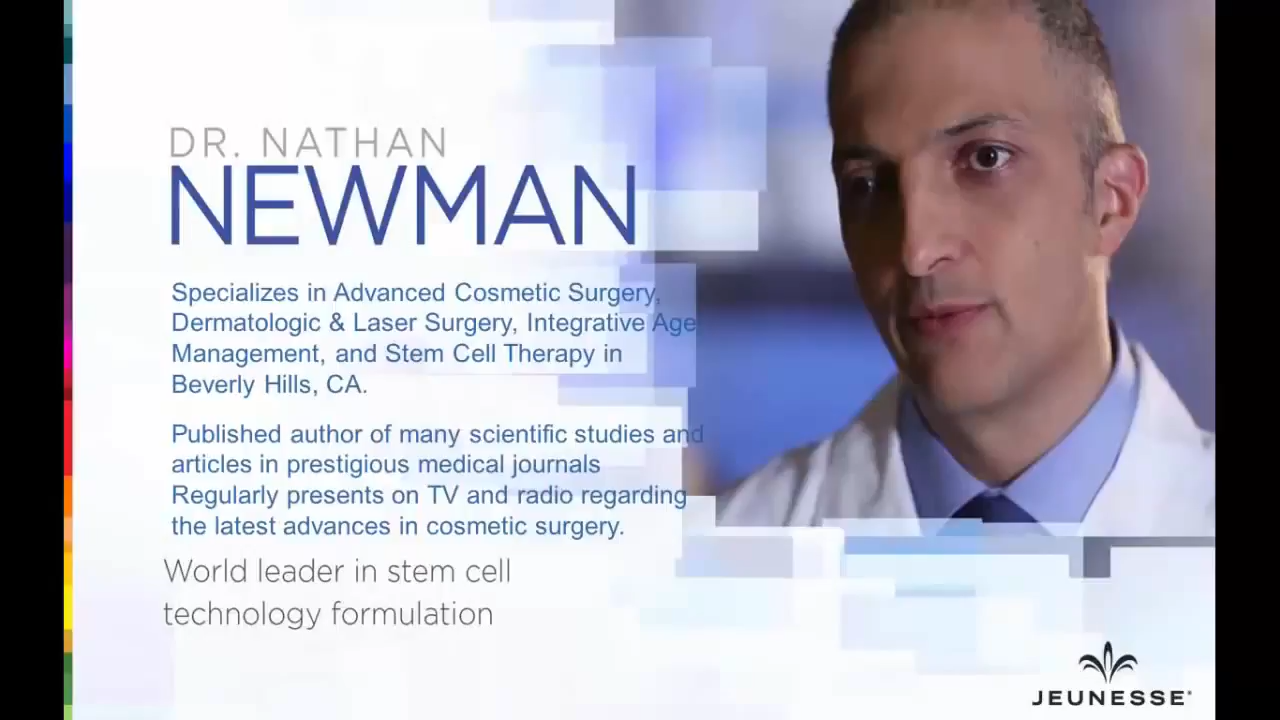 DR. NATHAN
NEWMAN
Specializes in Advanced Cosmetic Surgery,
Dermatologic & Laser Surgery, Integrative Age
Management, and Stem Cell Therapy in
Beverly Hills, CA.
Published author of many scientific studies and
articles in prestigious medical journals
Regularly presents on TV and radio regarding
the latest advances in cosmetic surgery.
World leader in stem cell
technology formulation
JEUNESSE